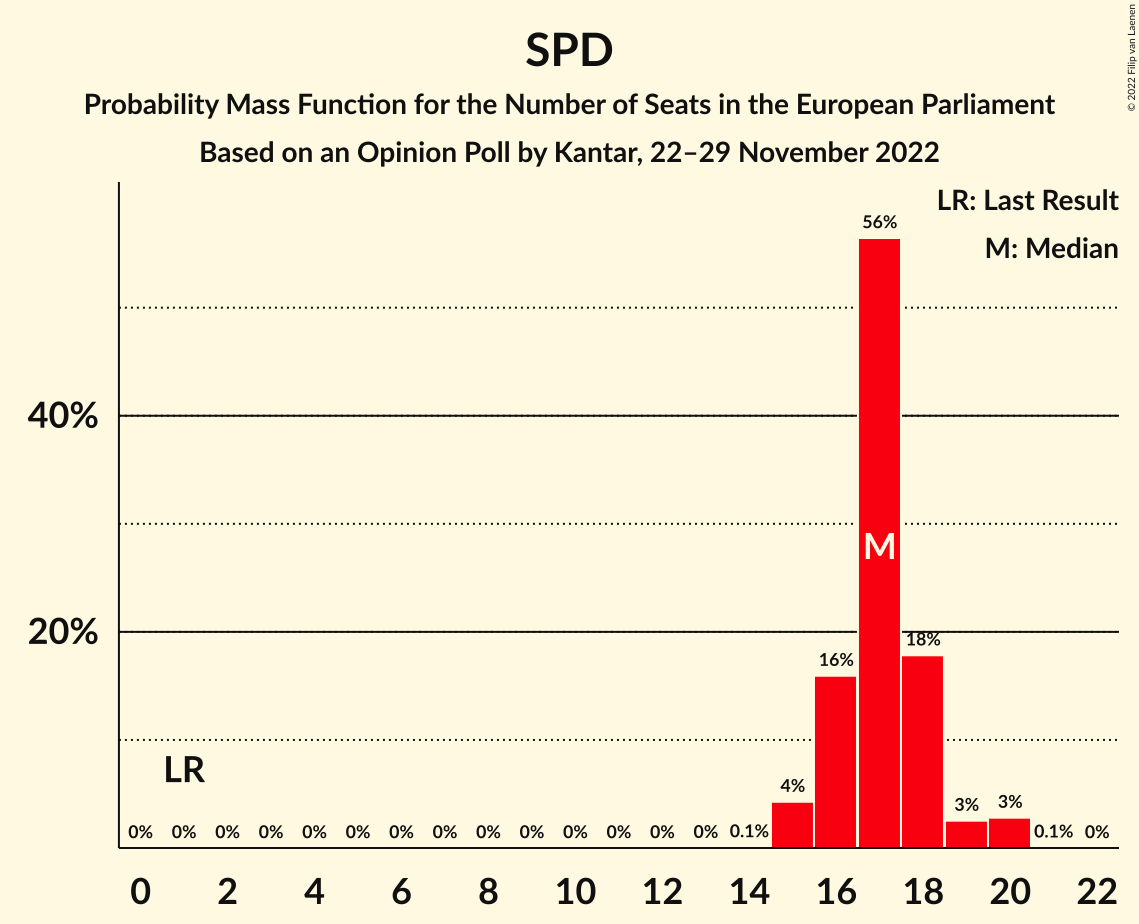 SPD
Probability Mass Function for the Number of Seats in the European Parliament
Based on an Opinion Poll by Kantar, 22–29 November 2022
© 2022 Filip van Laenen
LR: Last Result
M: Median
56%
40%
M
20%
18%
16%
LR
4%
3%
3%
0% 0% 0% 0% 0% 0% 0% 0% 0% 0% 0% 0% 0% 0% 0.1% 0.1% 0%
0 2 4 6 8 10 12 14 16 18 20 22